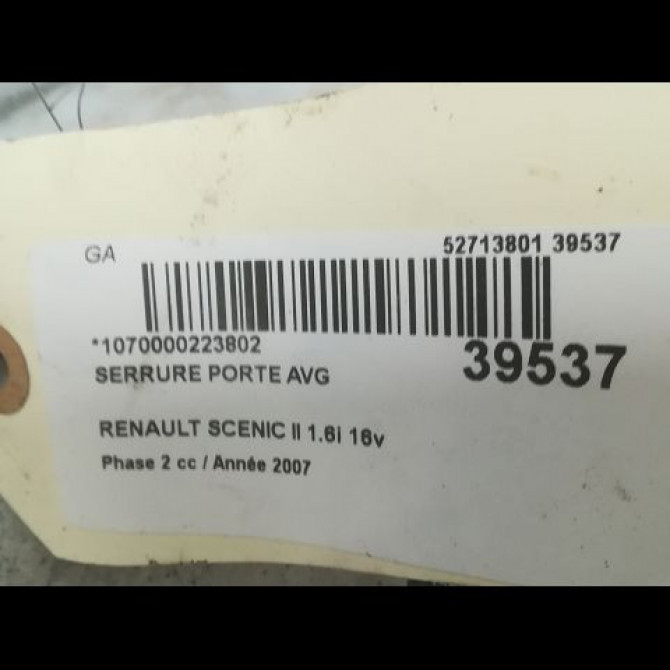 GA 52713801 39537
*1070000223802
39537
SERRURE PORTE AVG
RENAULT SCENIC II 1.6i 16v
Phase 2 cc / Année 2007